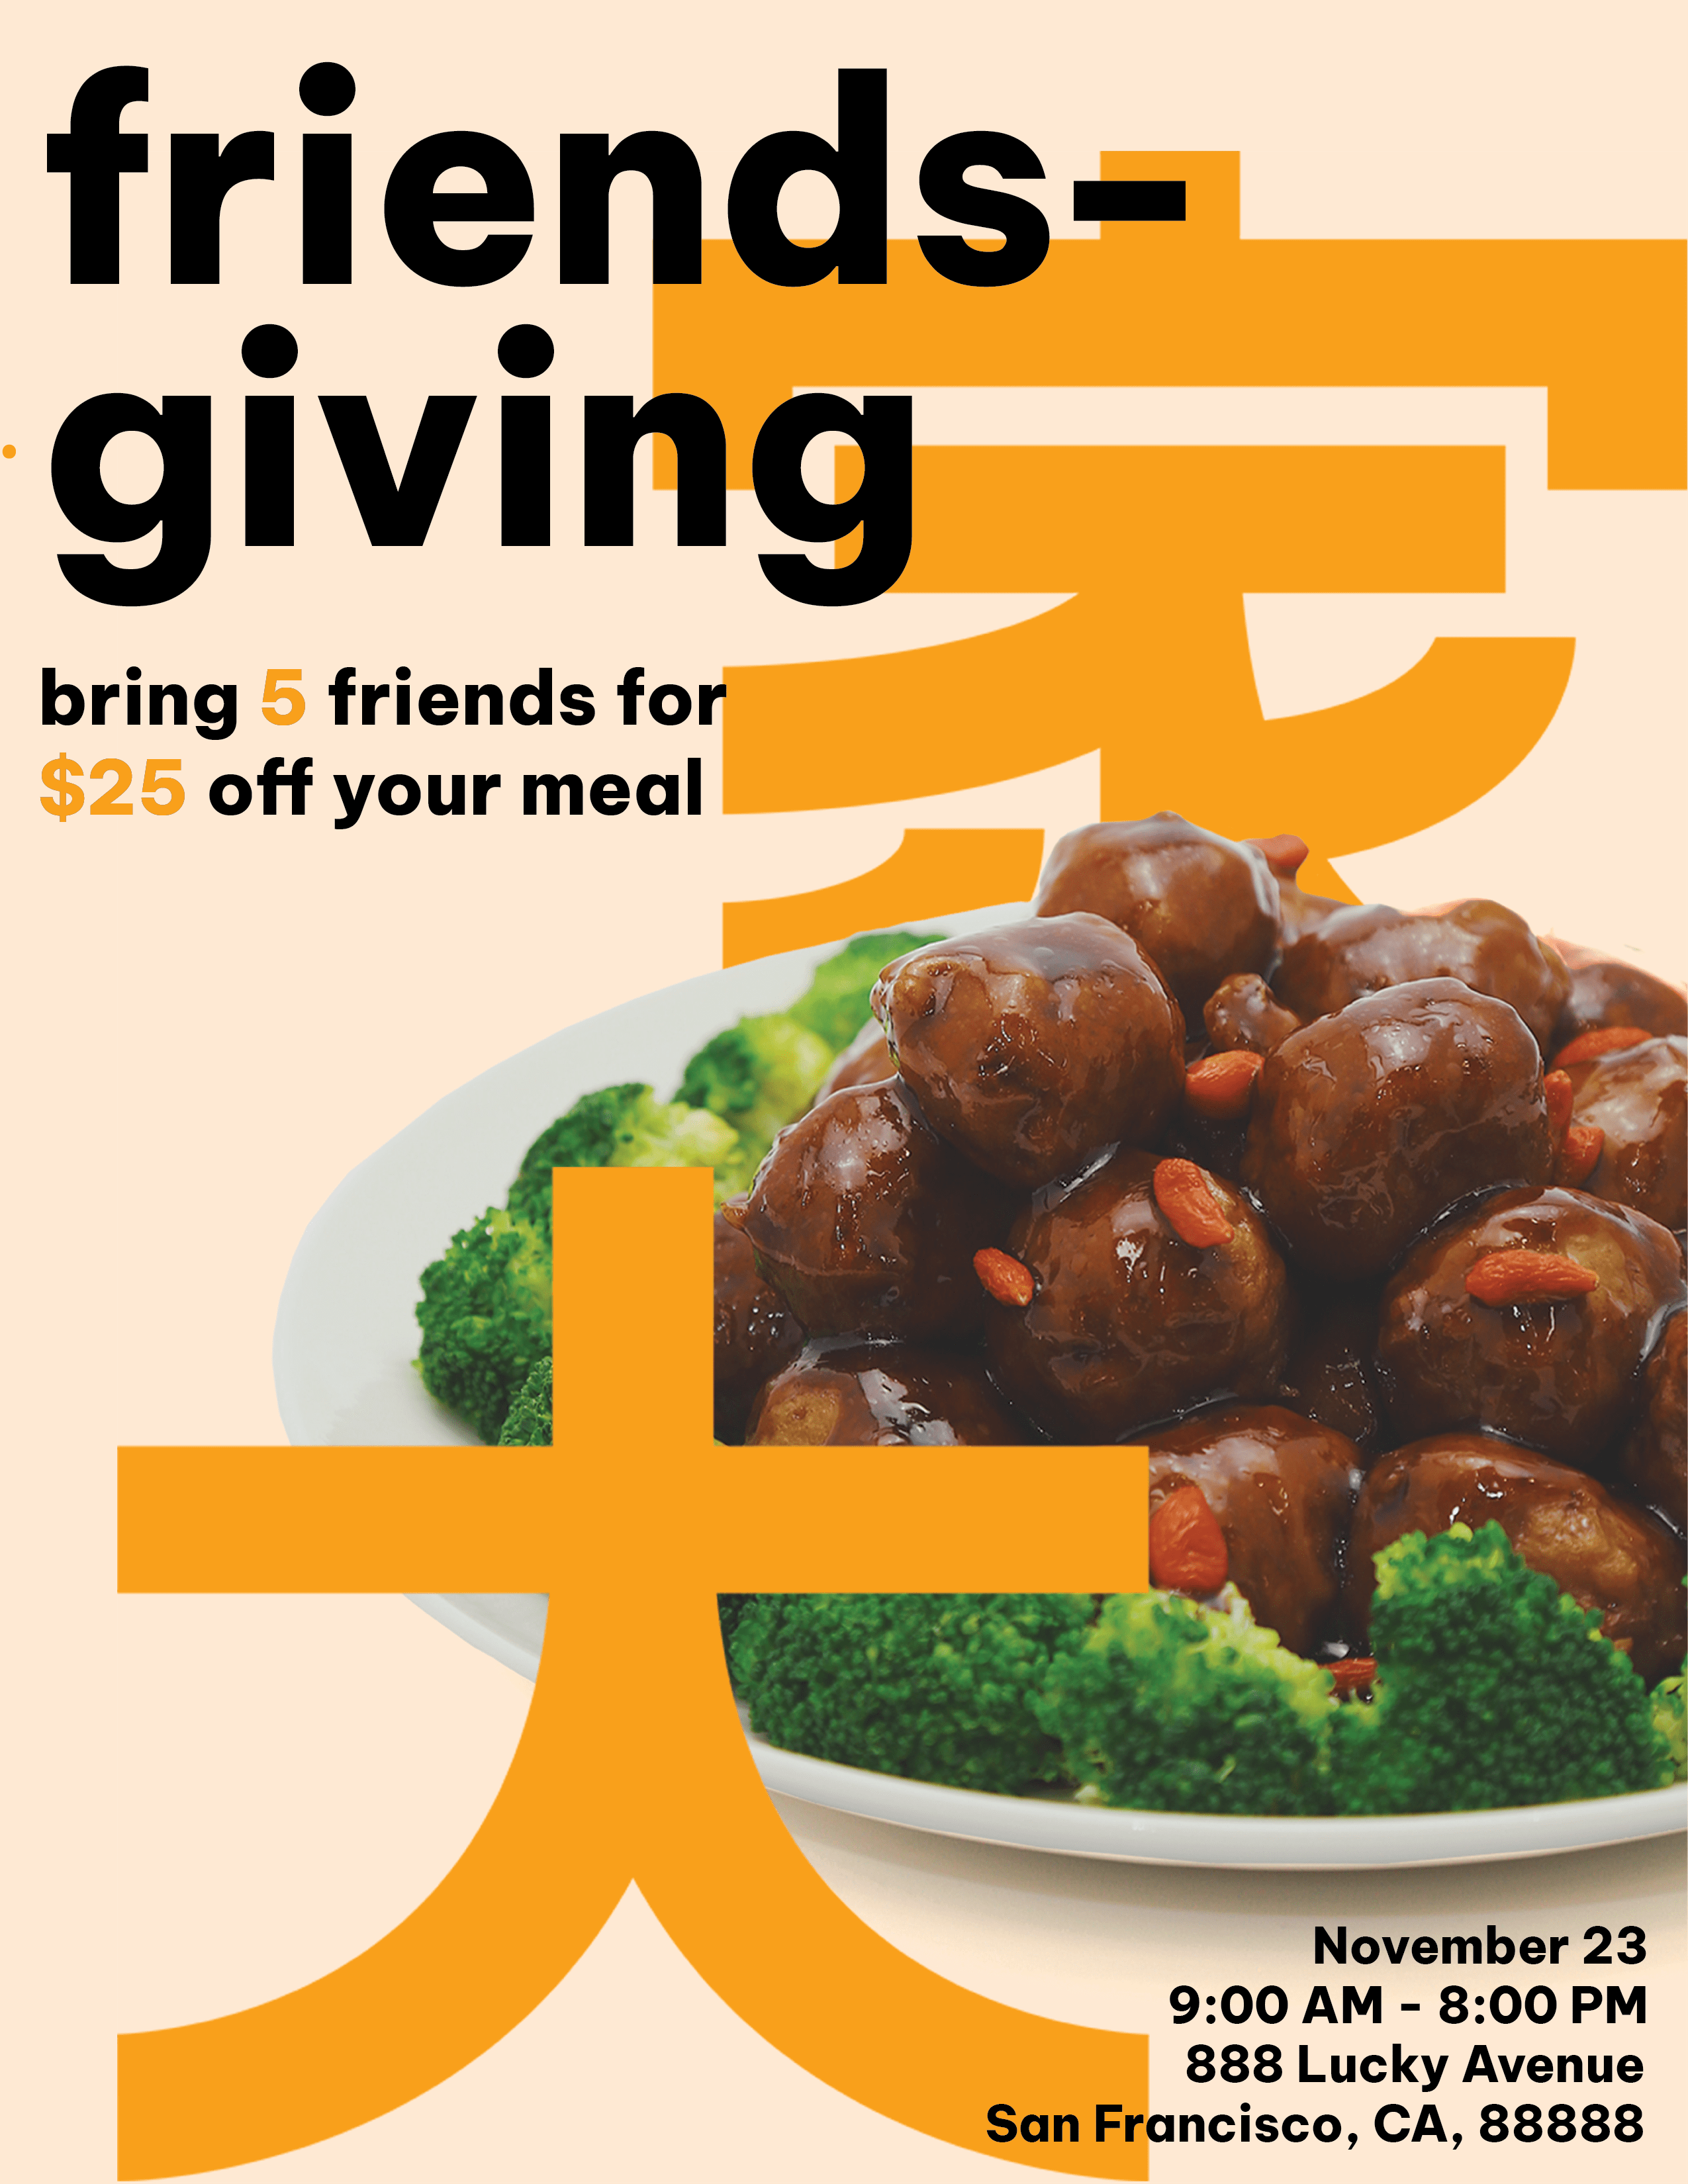 friends-
giving
bring 5 friends for
$25 off your meal
大家
November 23
9:00 AM - 8:00 PM
888 Lucky Avenue
San Francisco, CA, 88888